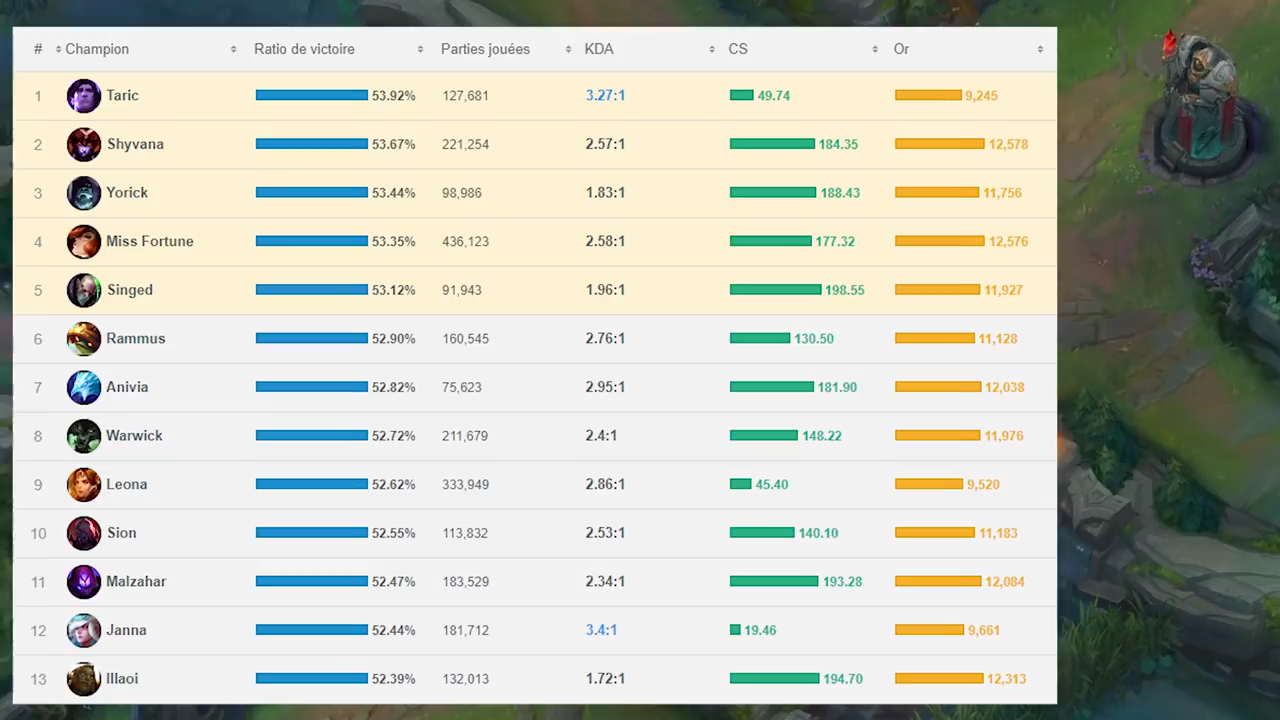 # Champion Ratio de victoire Parties jouées KDA CS Or
1 Taric 53.92% 127,681 3.27:1 49.74 9,245
2 Shyvana 53.67% 221,254 2.57:1 184.35 12,578
3 Yorick 53.44% 98,986 1.83:1 188.43 11,756
4 Miss Fortune 53.35% 436,123 2.58:1 177.32 12,576
5 Singed 53.12% 91,943 1.96:1 198.55 11,927
6 Rammus 52.90% 160,545 2.76:1 130.50 11,128
7 Anivia 52.82% 75,623 2.95:1 181.90 12,038
8 Warwick 52.72% 211,679 2.4:1 148.22 11,976
9 Leona 52.62% 333,949 2.86:1 45.40 9,520
10 Sion 52.55% 113,832 2.53:1 140.10 11,183
11 Malzahar 52.47% 183,529 2.34:1 193.28 12,084
12 Janna 52.44% 181,712 3.4:1 19.46 9,661
13 Illaoi 52.39% 132,013 1.72:1 194.70 12,313